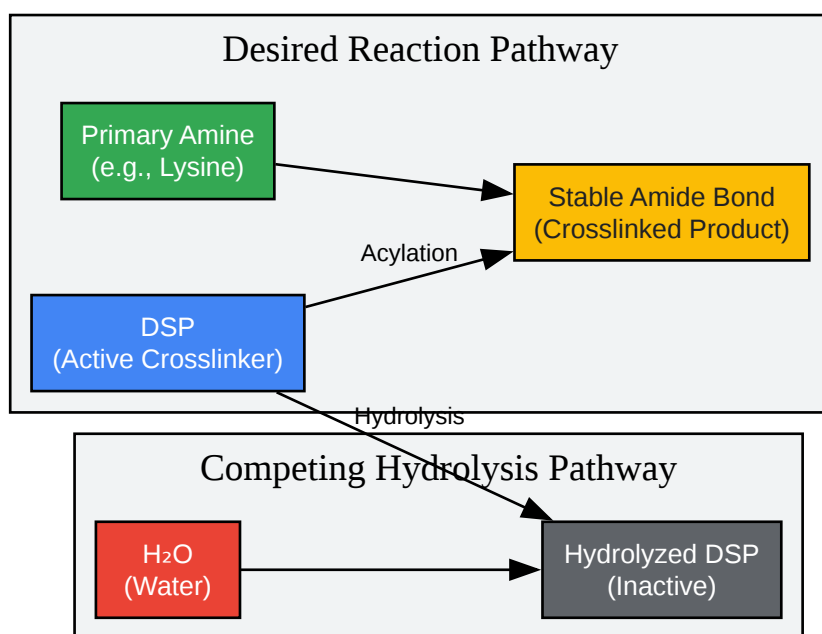 Desired Reaction Pathway
Primary Amine
(e.g., Lysine)
Stable Amide Bond
(Crosslinked Product)
Acylation
DSP
(Active Crosslinker)
Hydrolysis
Competing Hydrolysis Pathway
H₂O
(Water)
Hydrolyzed DSP
(Inactive)